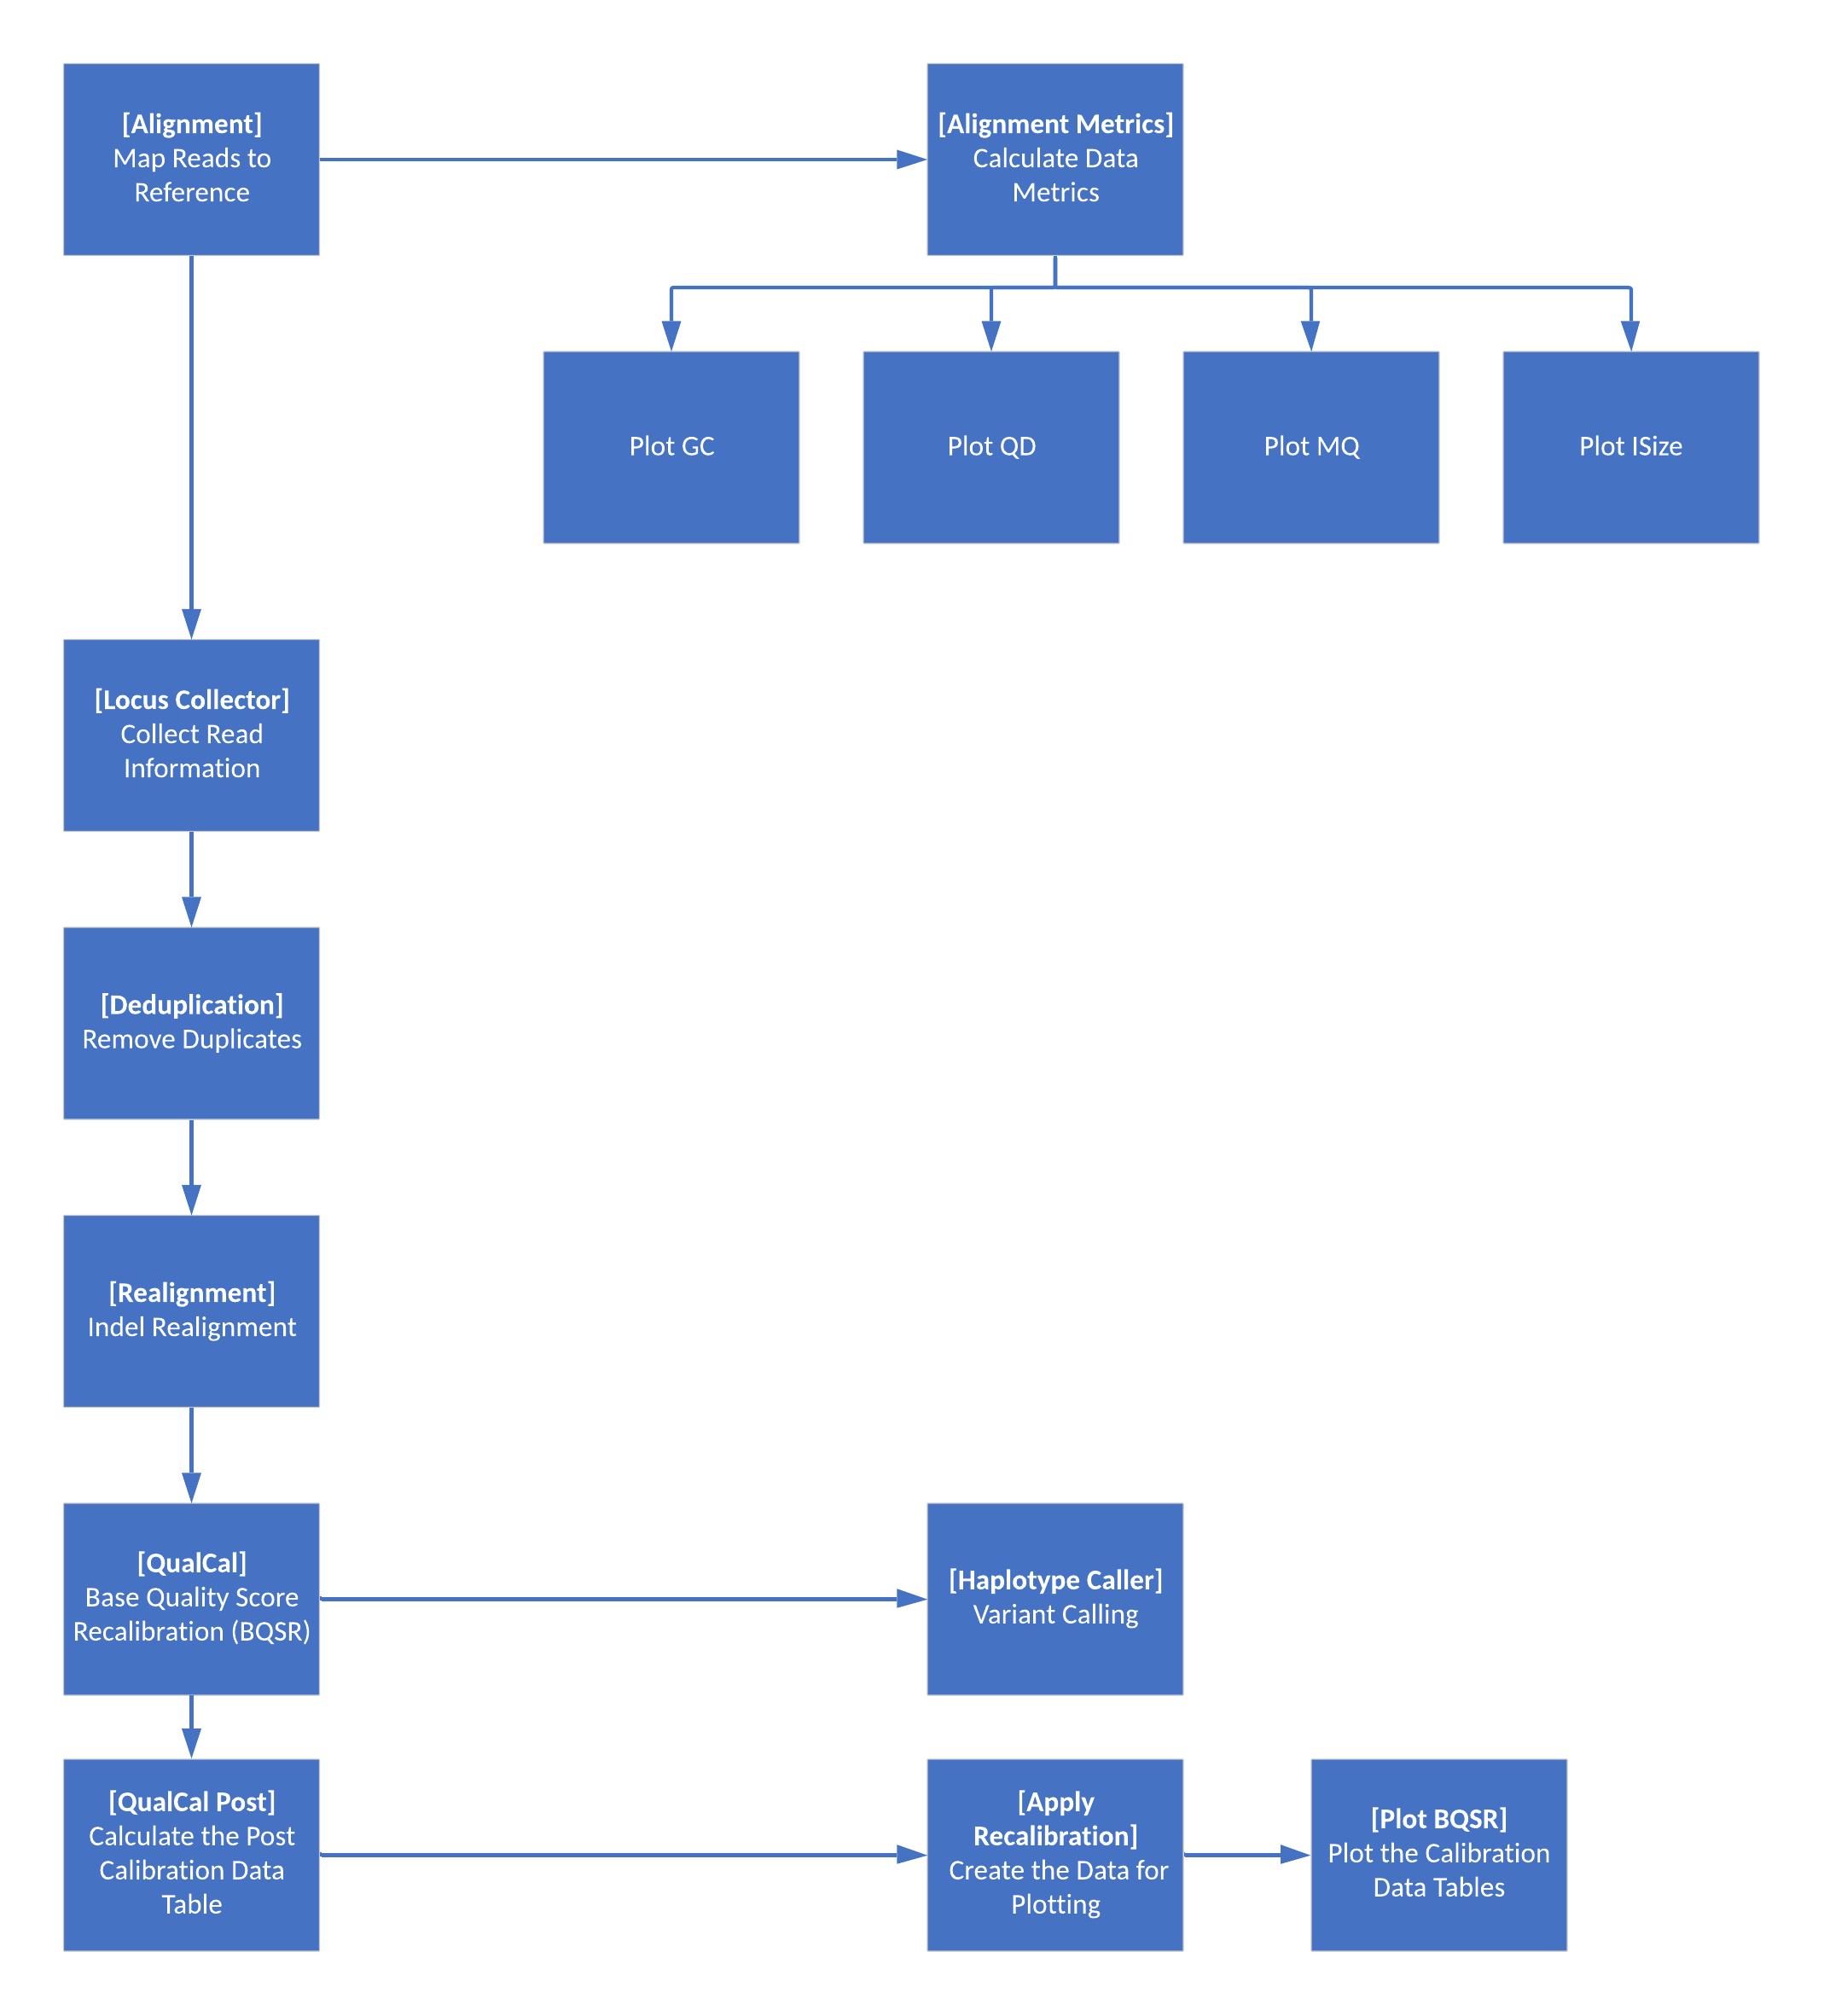 [Alignment]
Map Reads to
Reference
[Alignment Metrics]
Calculate Data
Metrics
Plot GC
Plot QD
Plot MQ
Plot ISize
[Locus Collector]
Collect Read
Information
[Deduplication]
Remove Duplicates
[Realignment]
Indel Realignment
[QualCal]
Base Quality Score
Recalibration (BQSR)
[Haplotype Caller]
Variant Calling
[QualCal Post]
Calculate the Post
Calibration Data
Table
[Apply
Recalibration]
Create the Data for
Plotting
[Plot BQSR]
Plot the Calibration
Data Tables